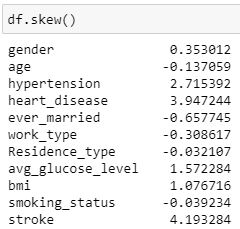 df.skew()
gender 0.353012
age -0.137059
hypertension 2.715392
heart_disease 3.947244
ever_married -0.657745
work_type -0.308617
Residence_type -0.032107
avg_glucose_level 1.572284
bmi 1.076716
smoking_status -0.039234
stroke 4.193284